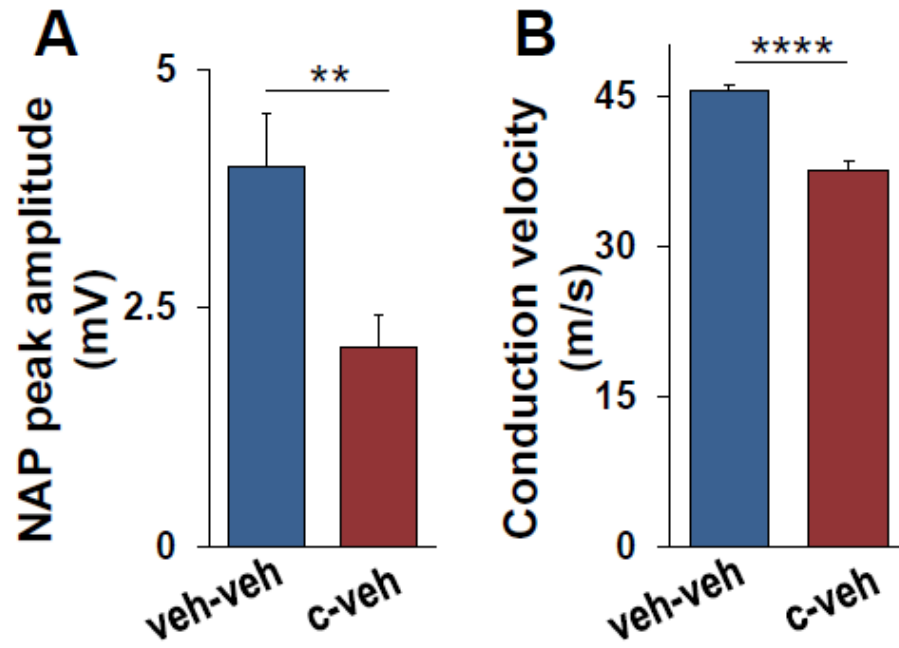 A
NAP peak amplitude
(mV)
5
2.5
0
**
veh-veh
c-veh
B
Conduction velocity
(m/s)
45
30
15
0
****
veh-veh
c-veh